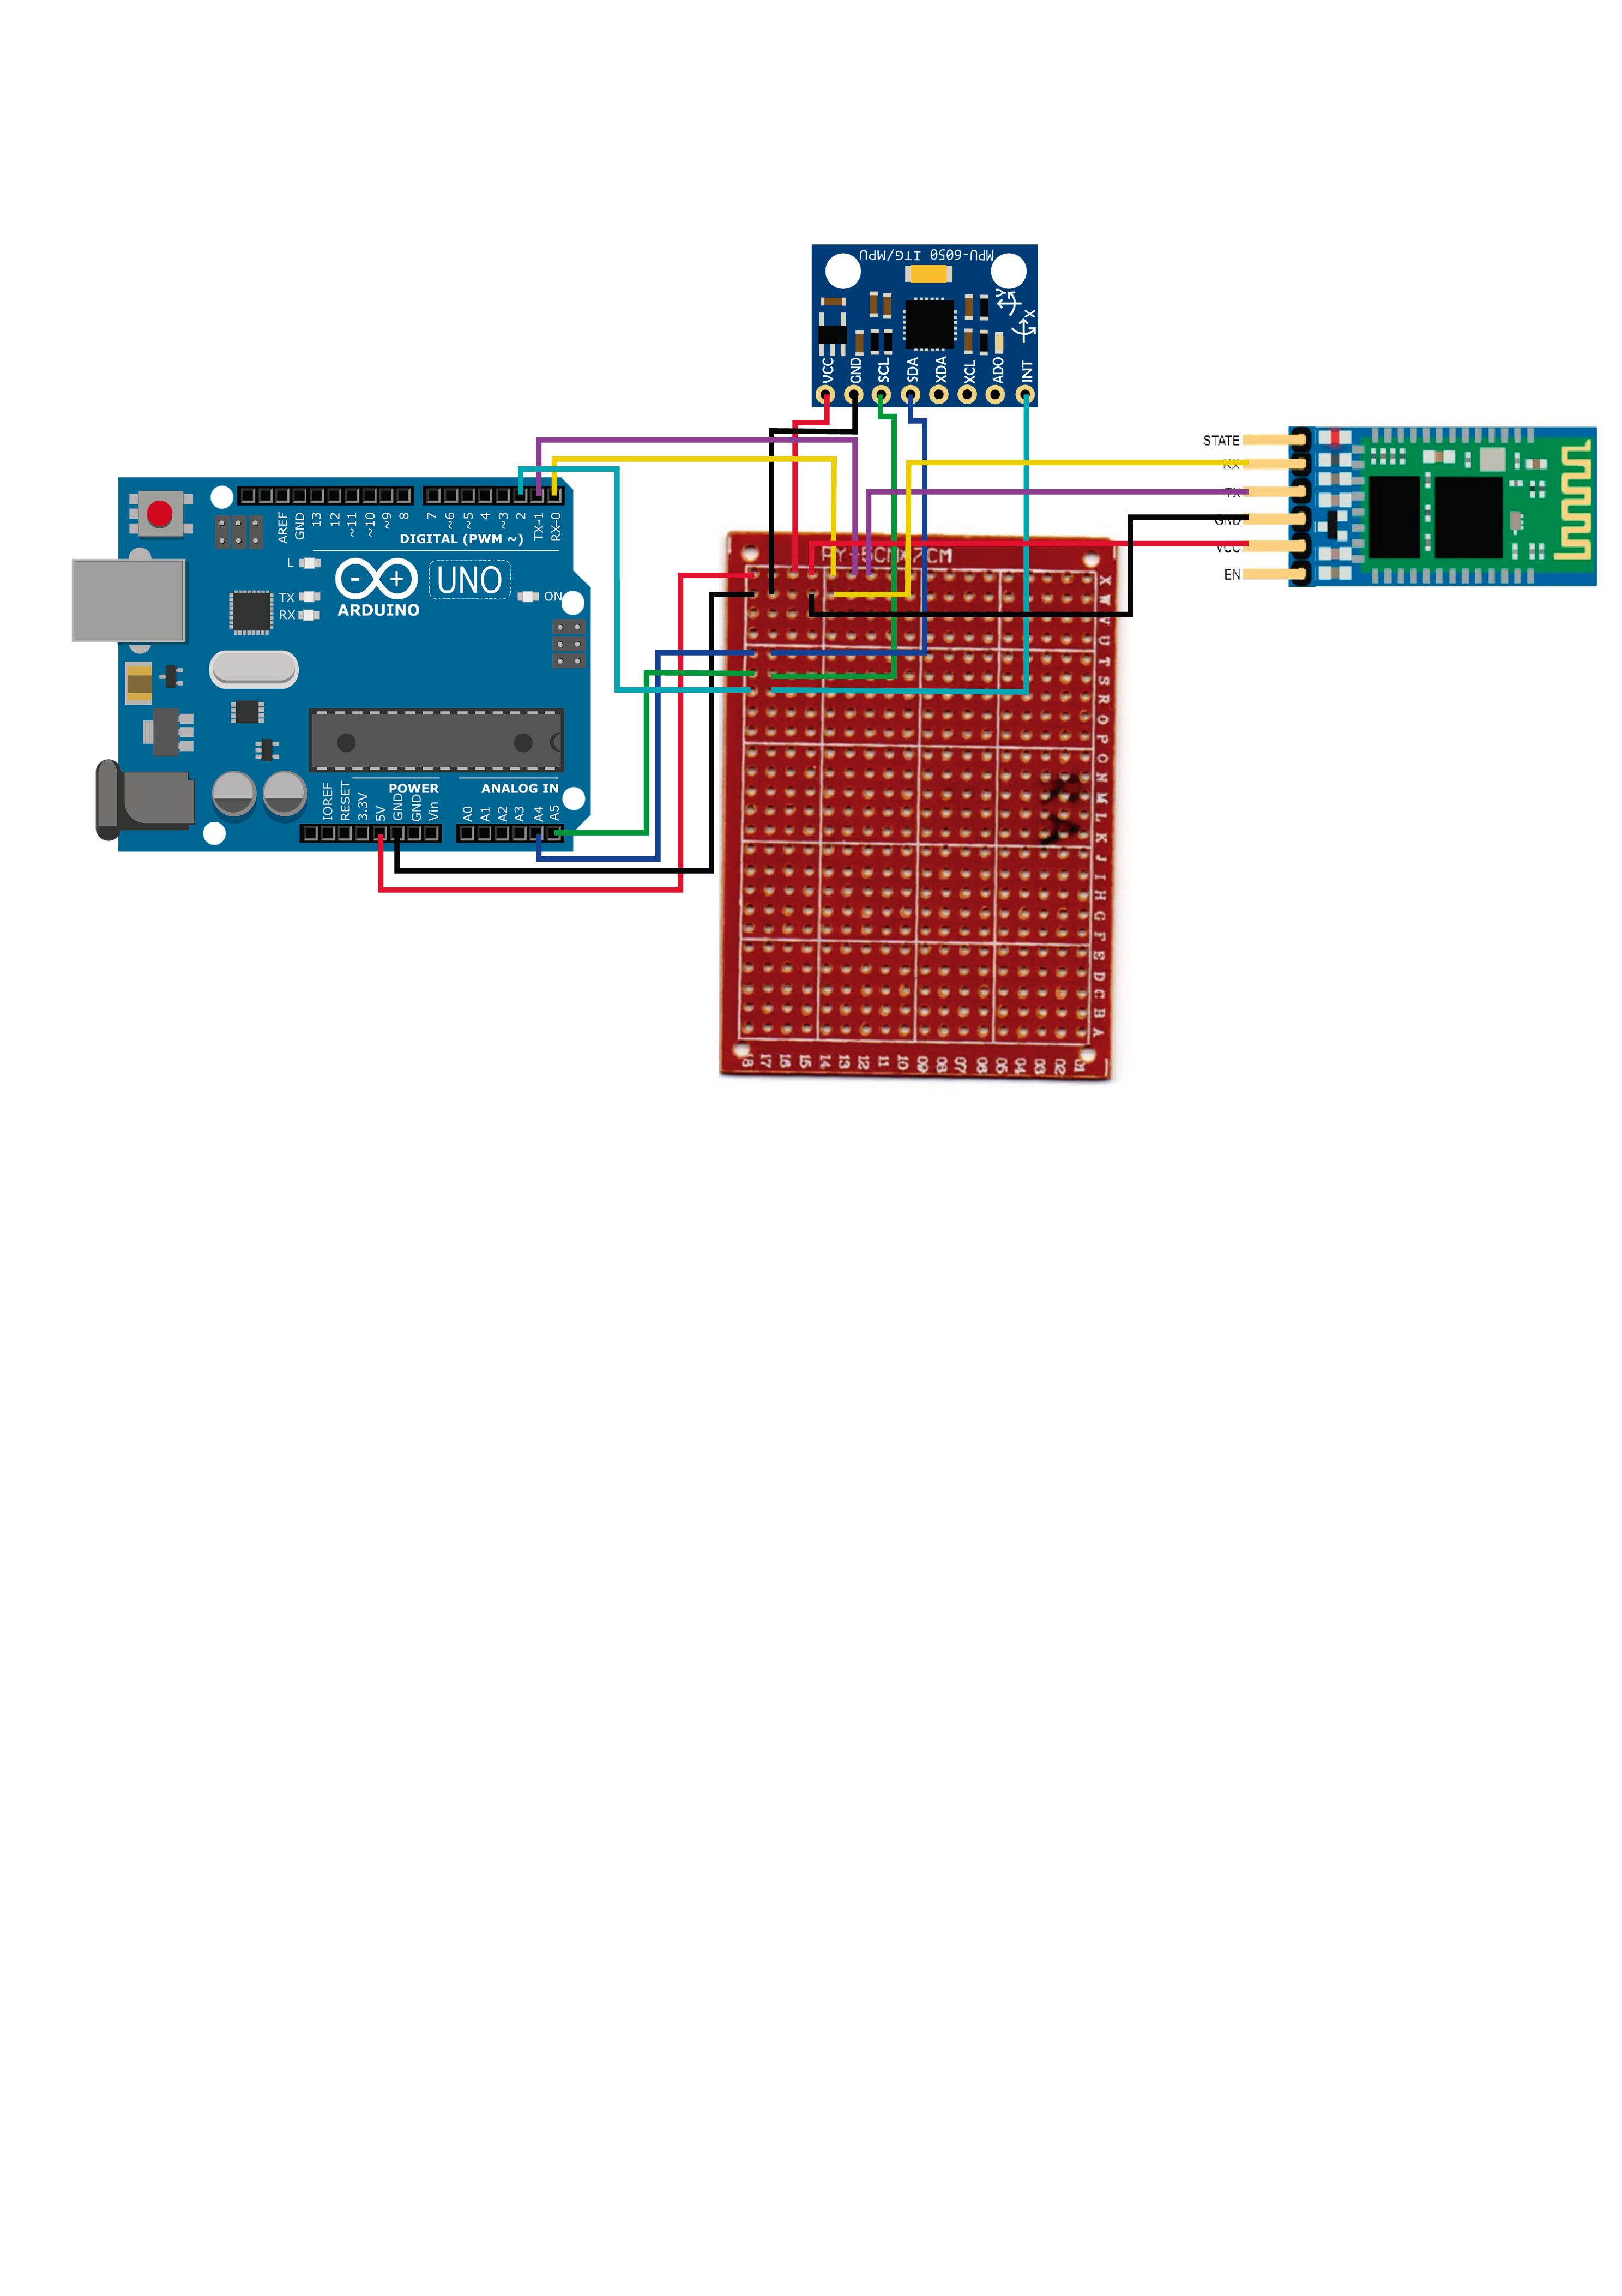 MPU-6050 ITG/MPU
Y
X
VCC
GND
SCL
SDA
XDA
XCL
ADO
INT
STATE
RX
TX
GND
VCC
EN
AREF
GND
13
12
~11
~10
~9
8
7
~6
~5
4
~3
2
TX-1
RX-0
DIGITAL (PWM ~)
L
TX
RX
- +
UNO
ARDUINO
ON
POWER
ANALOG IN
IOREF
RESET
3.3V
5V
GND
GND
Vin
A0
A1
A2
A3
A4
A5
5CM×7CM
X
W
V
U
T
S
R
Q
P
O
N
M
L
K
J
I
H
G
F
E
D
C
B
A
18 17 16 15 14 13 12 11 10 09 08 07 06 05 04 03 02 01